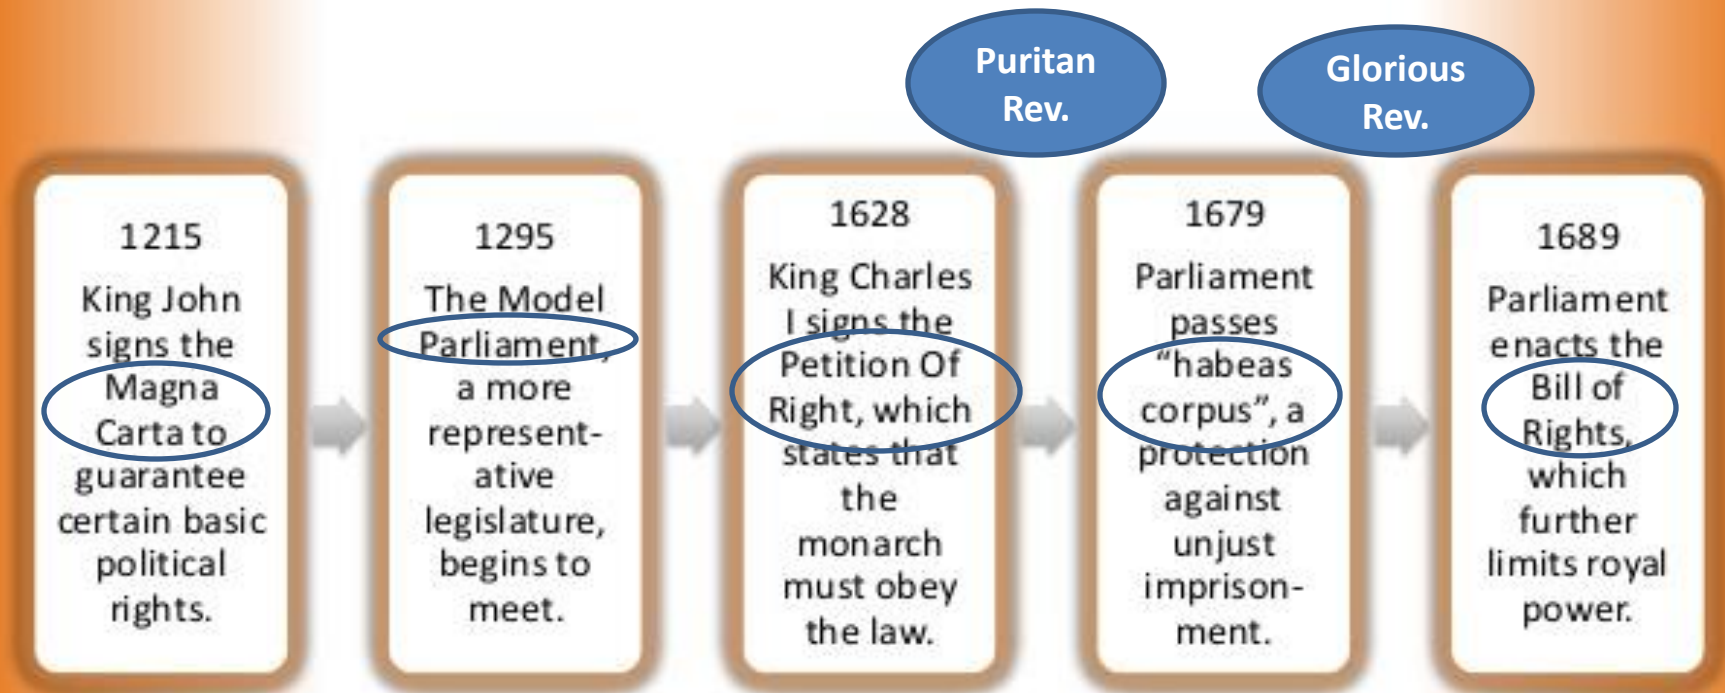 Puritan
Rev.
Glorious
Rev.
1215
King John
signs the
Magna
Carta to
guarantee
certain basic
political
rights.
1295
The Model
Parliament,
a more
represent-
ative
legislature,
begins to
meet.
1628
King Charles
I signs the
Petition Of
Right, which
states that
the
monarch
must obey
the law.
1679
Parliament
passes
“habeas
corpus”, a
protection
against
unjust
imprison-
ment.
1689
Parliament
enacts the
Bill of
Rights,
which
further
limits royal
power.